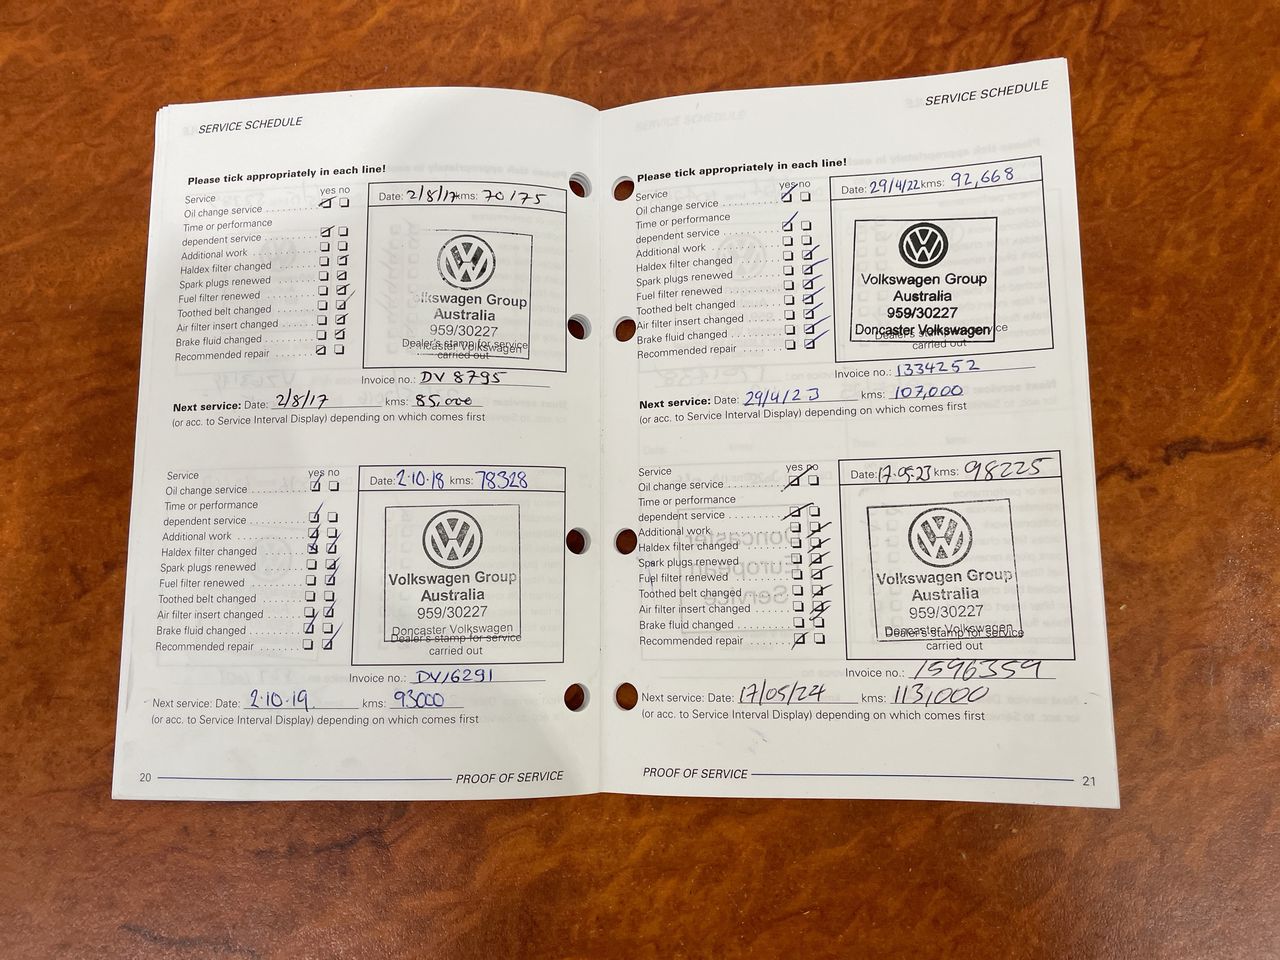 SERVICE SCHEDULE
Please tick appropriately in each line!
yes no
Service
Oil change service
Time or performance
dependent service
Additional work
Haldex filter changed
Spark plugs renewed
Fuel filter renewed
Toothed belt changed
Air filter insert changed
Brake fluid changed
Recommended repair
Date: 2/8/17 kms: 70175
lkswagen Group
Australia
959/30227
ncaster Volkswagen
Dealer's stamp for service
carried out
Invoice no.: DV 8795
Next service: Date: 2/8/17 kms: 85.000
(or acc. to Service Interval Display) depending on which comes first
yes no
Service
Oil change service
Time or performance
dependent service
Additional work
Haldex filter changed
Spark plugs renewed
Fuel filter renewed
Toothed belt changed
Air filter insert changed
Brake fluid changed
Recommended repair
Date: 2·10·18 kms: 78328
Volkswagen Group
Australia
959/30227
Doncaster Volkswagen
Dealer's stamp for service
carried out
Invoice no.: DV16291
Next service: Date: 2·10·19 kms: 93000
(or acc. to Service Interval Display) depending on which comes first
20 PROOF OF SERVICE
SERVICE SCHEDULE
Please tick appropriately in each line!
yes no
Service
Oil change service
Time or performance
dependent service
Additional work
Haldex filter changed
Spark plugs renewed
Fuel filter renewed
Toothed belt changed
Air filter insert changed
Brake fluid changed
Recommended repair
Date: 29/4/22 kms: 92,668
Volkswagen Group
Australia
959/30227
Doncaster Volkswagen
Dealer's stamp for service
carried out
Invoice no.: 1334252
Next service: Date: 29/4/23 kms: 107,000
(or acc. to Service Interval Display) depending on which comes first
yes no
Service
Oil change service
Time or performance
dependent service
Additional work
Haldex filter changed
Spark plugs renewed
Fuel filter renewed
Toothed belt changed
Air filter insert changed
Brake fluid changed
Recommended repair
Date: 17-05-23 kms: 98225
Volkswagen Group
Australia
959/30227
Doncaster Volkswagen
Dealer's stamp for service
carried out
Invoice no.: 1596359
Next service: Date: 17/05/24 kms: 113,000
(or acc. to Service Interval Display) depending on which comes first
PROOF OF SERVICE 21